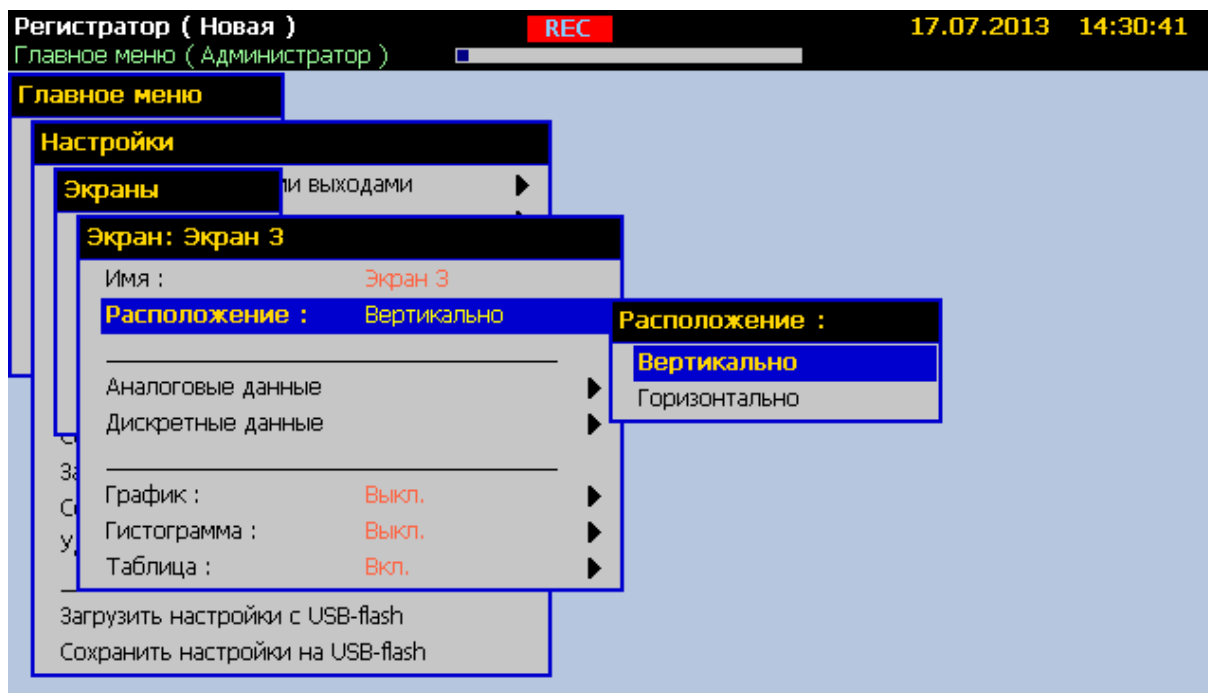 Регистратор ( Новая )
REC
17.07.2013 14:30:41
Главное меню ( Администратор )
Главное меню
Настройки
Экраны
выходами
Экран: Экран 3
Имя : Экран 3
Расположение : Вертикально
Расположение :
Вертикально
Горизонтально
Аналоговые данные
Дискретные данные
График : Выкл.
Гистограмма : Выкл.
Таблица : Вкл.
Загрузить настройки с USB-flash
Сохранить настройки на USB-flash